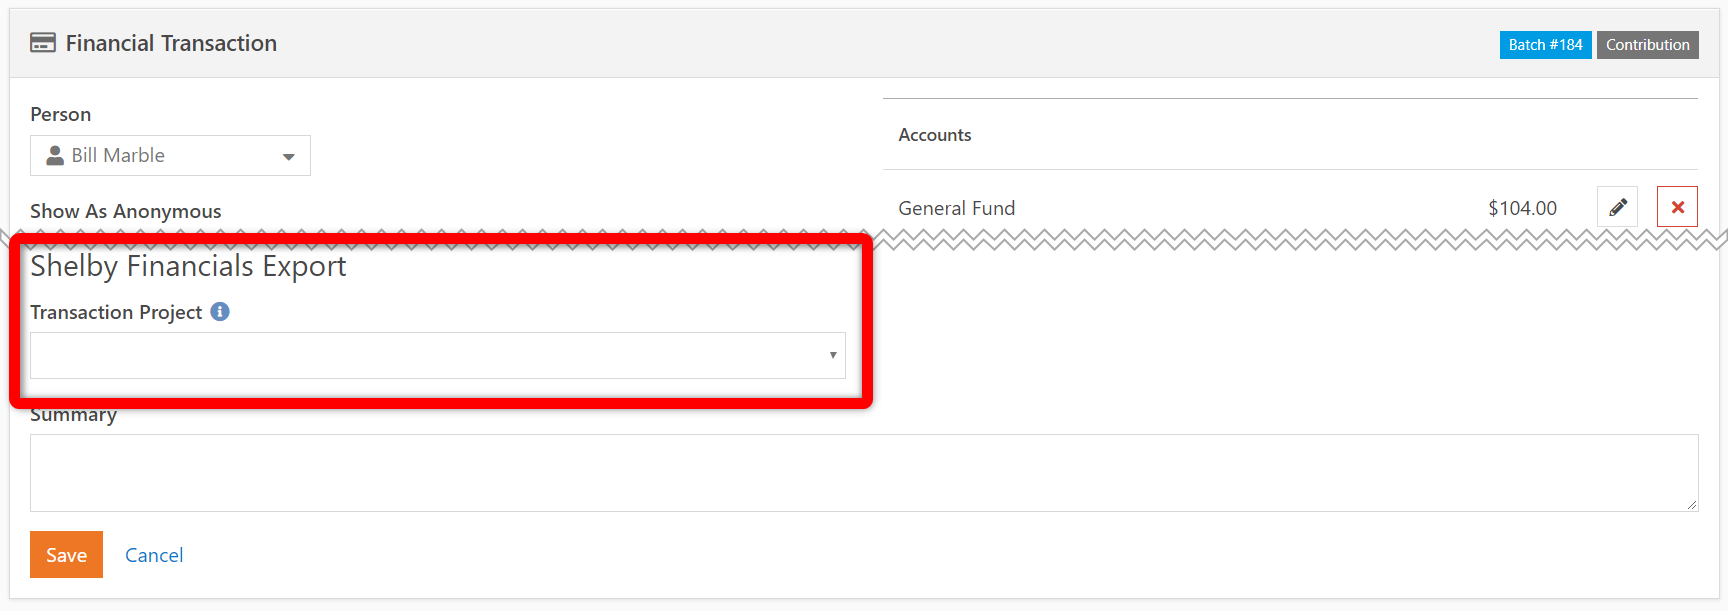 Financial Transaction
Batch #184
Contribution
Person
Bill Marble
Show As Anonymous
Accounts
General Fund
$104.00
Shelby Financials Export
Transaction Project
Summary
Save
Cancel